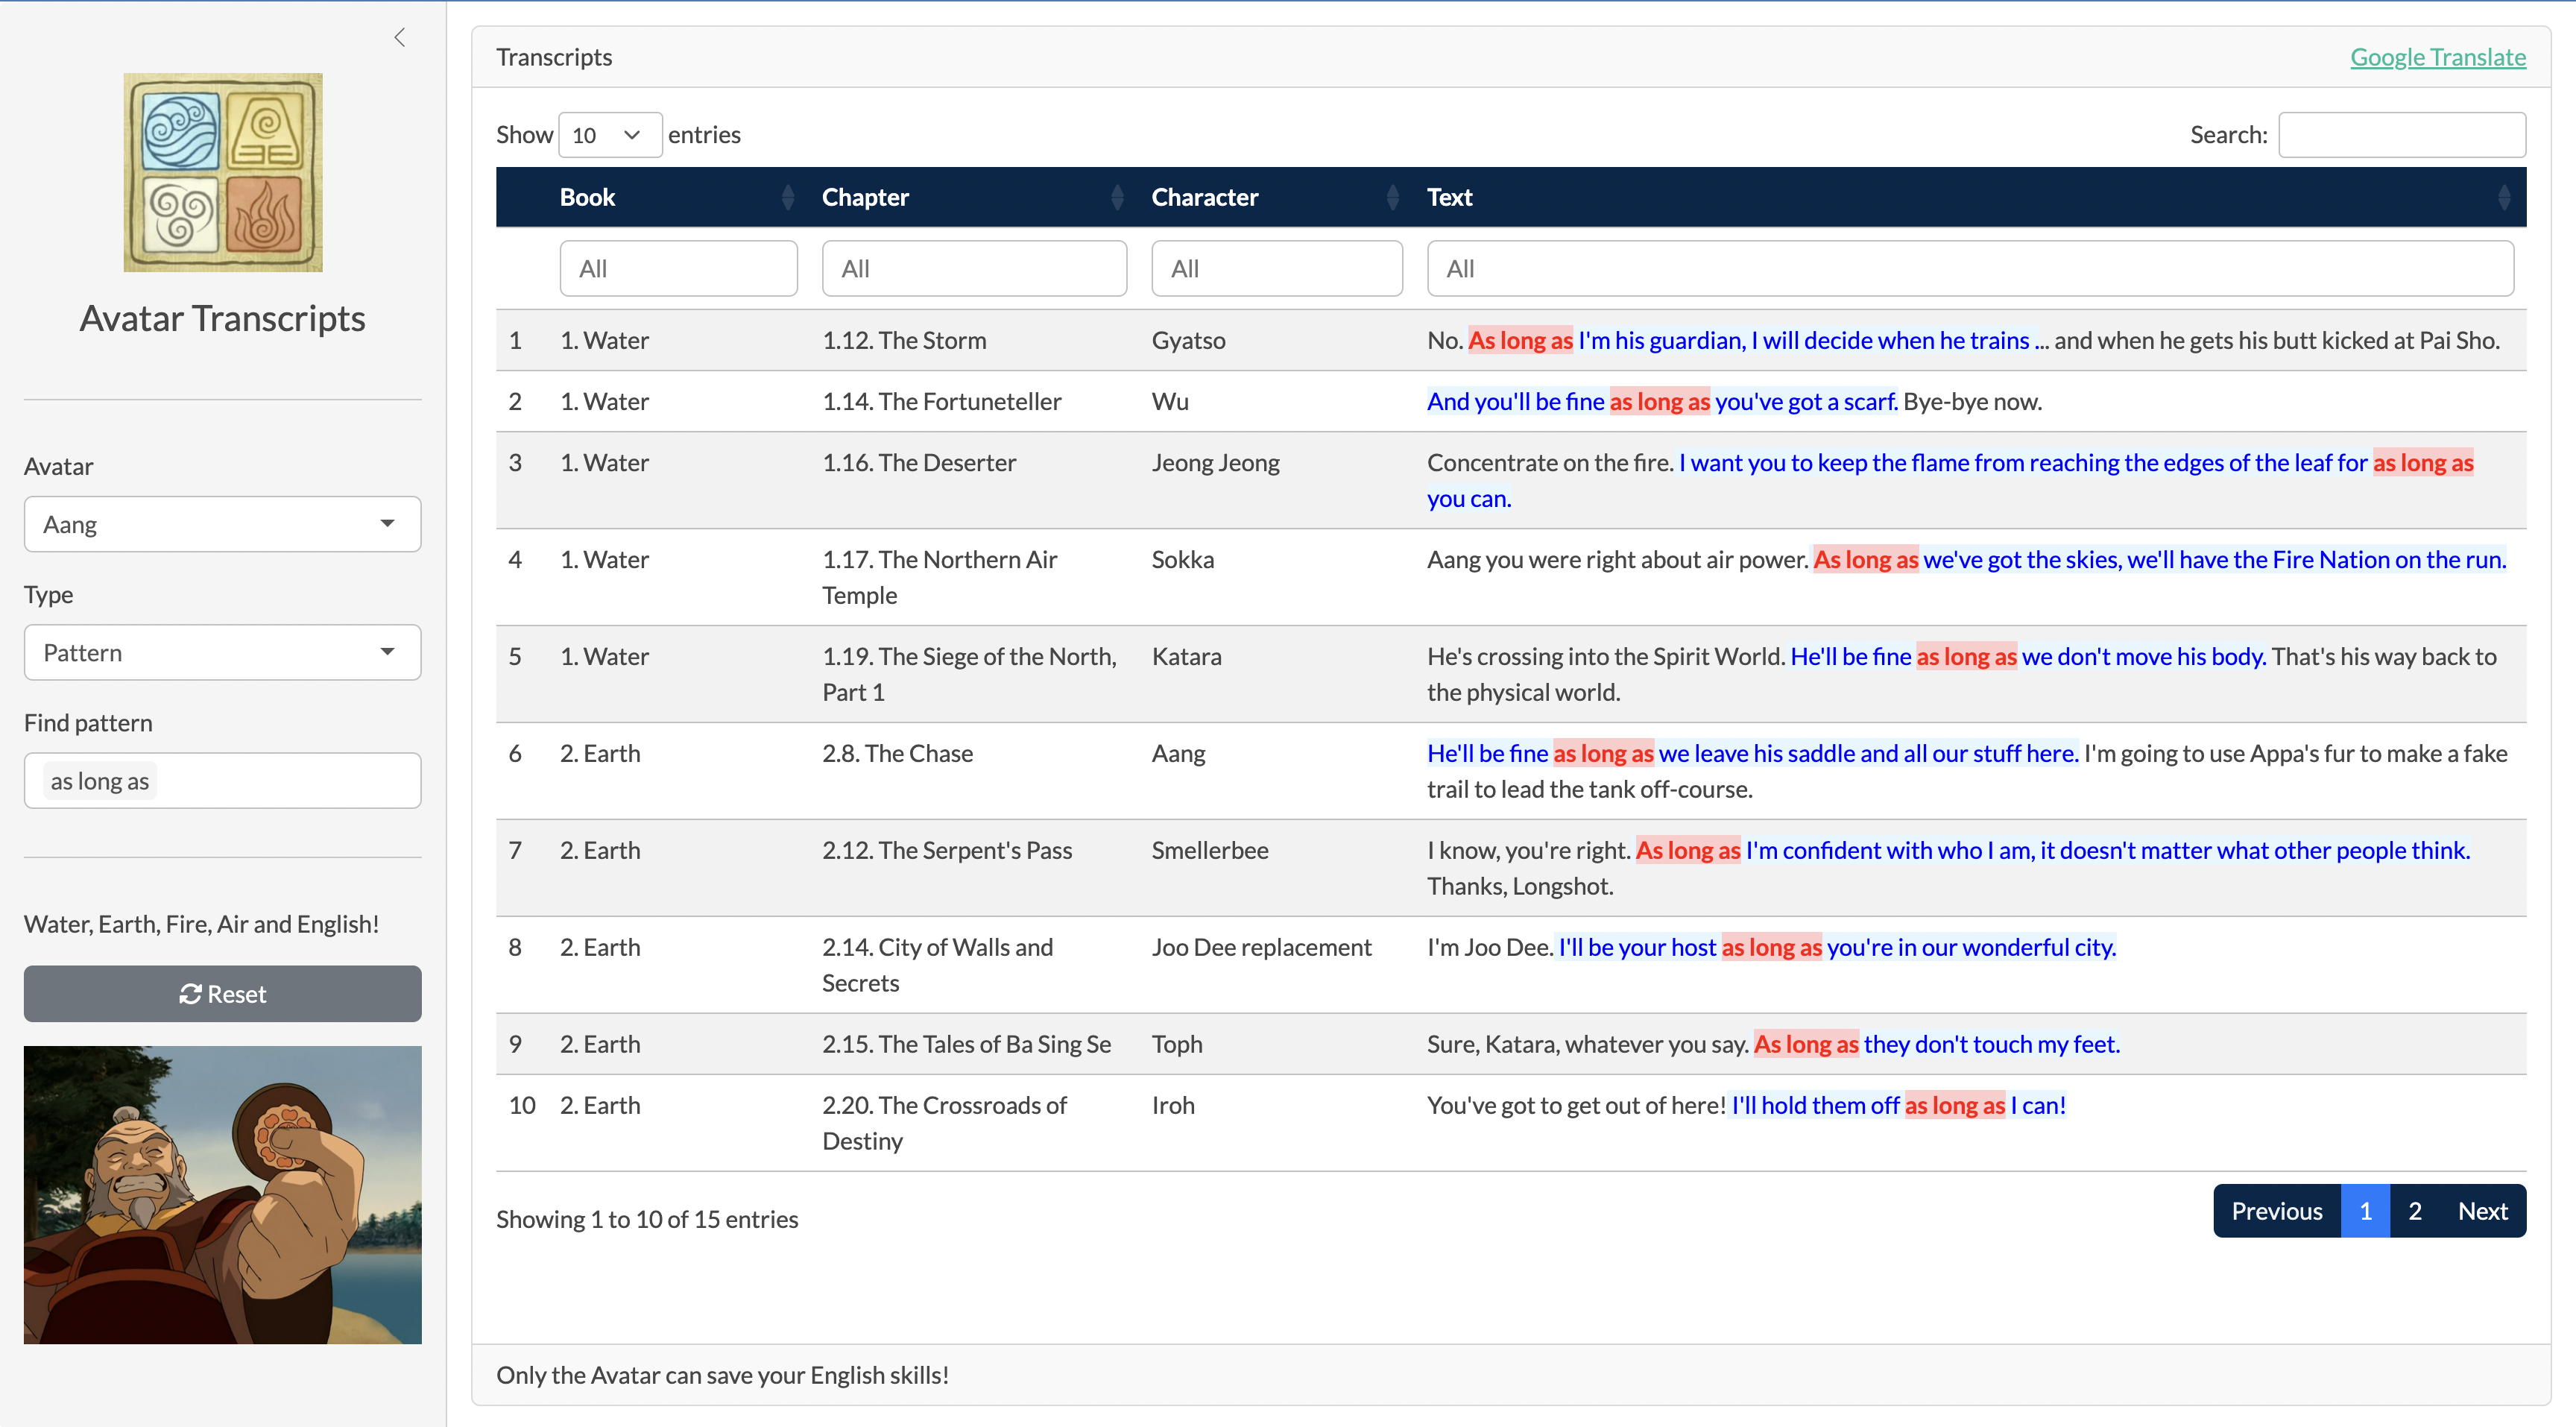 Avatar Transcripts
Avatar
Aang
Type
Pattern
Find pattern
as long as
Water, Earth, Fire, Air and English!
Reset
Transcripts
Google Translate
Show 10 entries
Search:
Book Chapter Character Text
All All All All
1 1. Water 1.12. The Storm Gyatso No. As long as I'm his guardian, I will decide when he trains ... and when he gets his butt kicked at Pai Sho.
2 1. Water 1.14. The Fortuneteller Wu And you'll be fine as long as you've got a scarf. Bye-bye now.
3 1. Water 1.16. The Deserter Jeong Jeong Concentrate on the fire. I want you to keep the flame from reaching the edges of the leaf for as long as
you can.
4 1. Water 1.17. The Northern Air Sokka Aang you were right about air power. As long as we've got the skies, we'll have the Fire Nation on the run.
Temple
5 1. Water 1.19. The Siege of the North, Katara He's crossing into the Spirit World. He'll be fine as long as we don't move his body. That's his way back to
Part 1 the physical world.
6 2. Earth 2.8. The Chase Aang He'll be fine as long as we leave his saddle and all our stuff here. I'm going to use Appa's fur to make a fake
trail to lead the tank off-course.
7 2. Earth 2.12. The Serpent's Pass Smellerbee I know, you're right. As long as I'm confident with who I am, it doesn't matter what other people think.
Thanks, Longshot.
8 2. Earth 2.14. City of Walls and Joo Dee replacement I'm Joo Dee. I'll be your host as long as you're in our wonderful city.
Secrets
9 2. Earth 2.15. The Tales of Ba Sing Se Toph Sure, Katara, whatever you say. As long as they don't touch my feet.
10 2. Earth 2.20. The Crossroads of Iroh You've got to get out of here! I'll hold them off as long as I can!
Destiny
Showing 1 to 10 of 15 entries
Previous 1 2 Next
Only the Avatar can save your English skills!